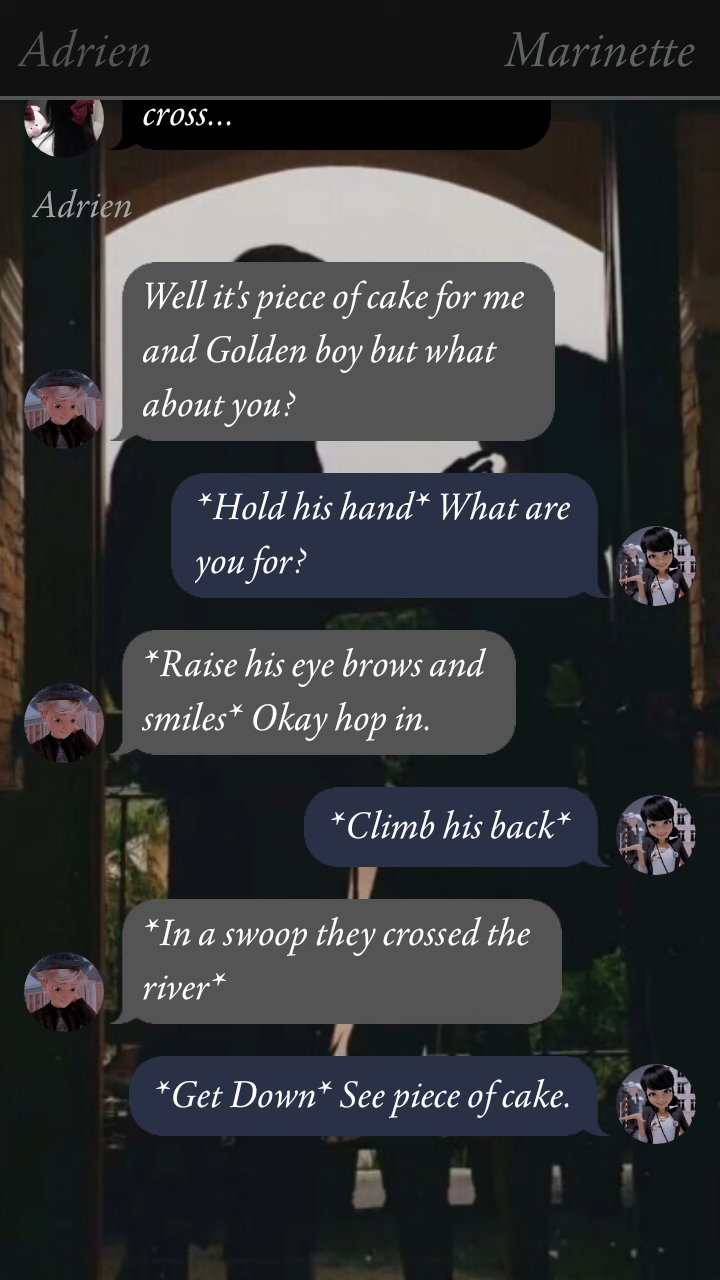 Adrien
Marinette
cross...
Adrien
Well it's piece of cake for me
and Golden boy but what
about you?
*Hold his hand* What are
you for?
*Raise his eye brows and
smiles* Okay hop in.
*Climb his back*
*In a swoop they crossed the
river*
*Get Down* See piece of cake.